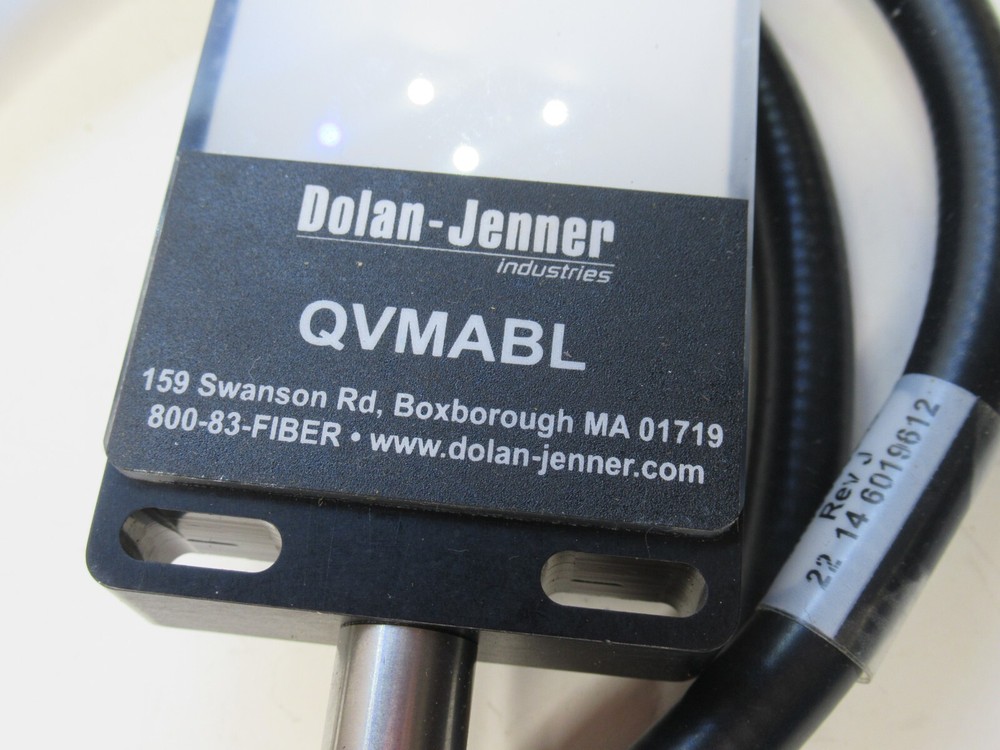 Dolan-Jenner
industries
QVMABL
159 Swanson Rd, Boxborough MA 01719
800-83-FIBER • www.dolan-jenner.com
Rev J
22 14 6019612